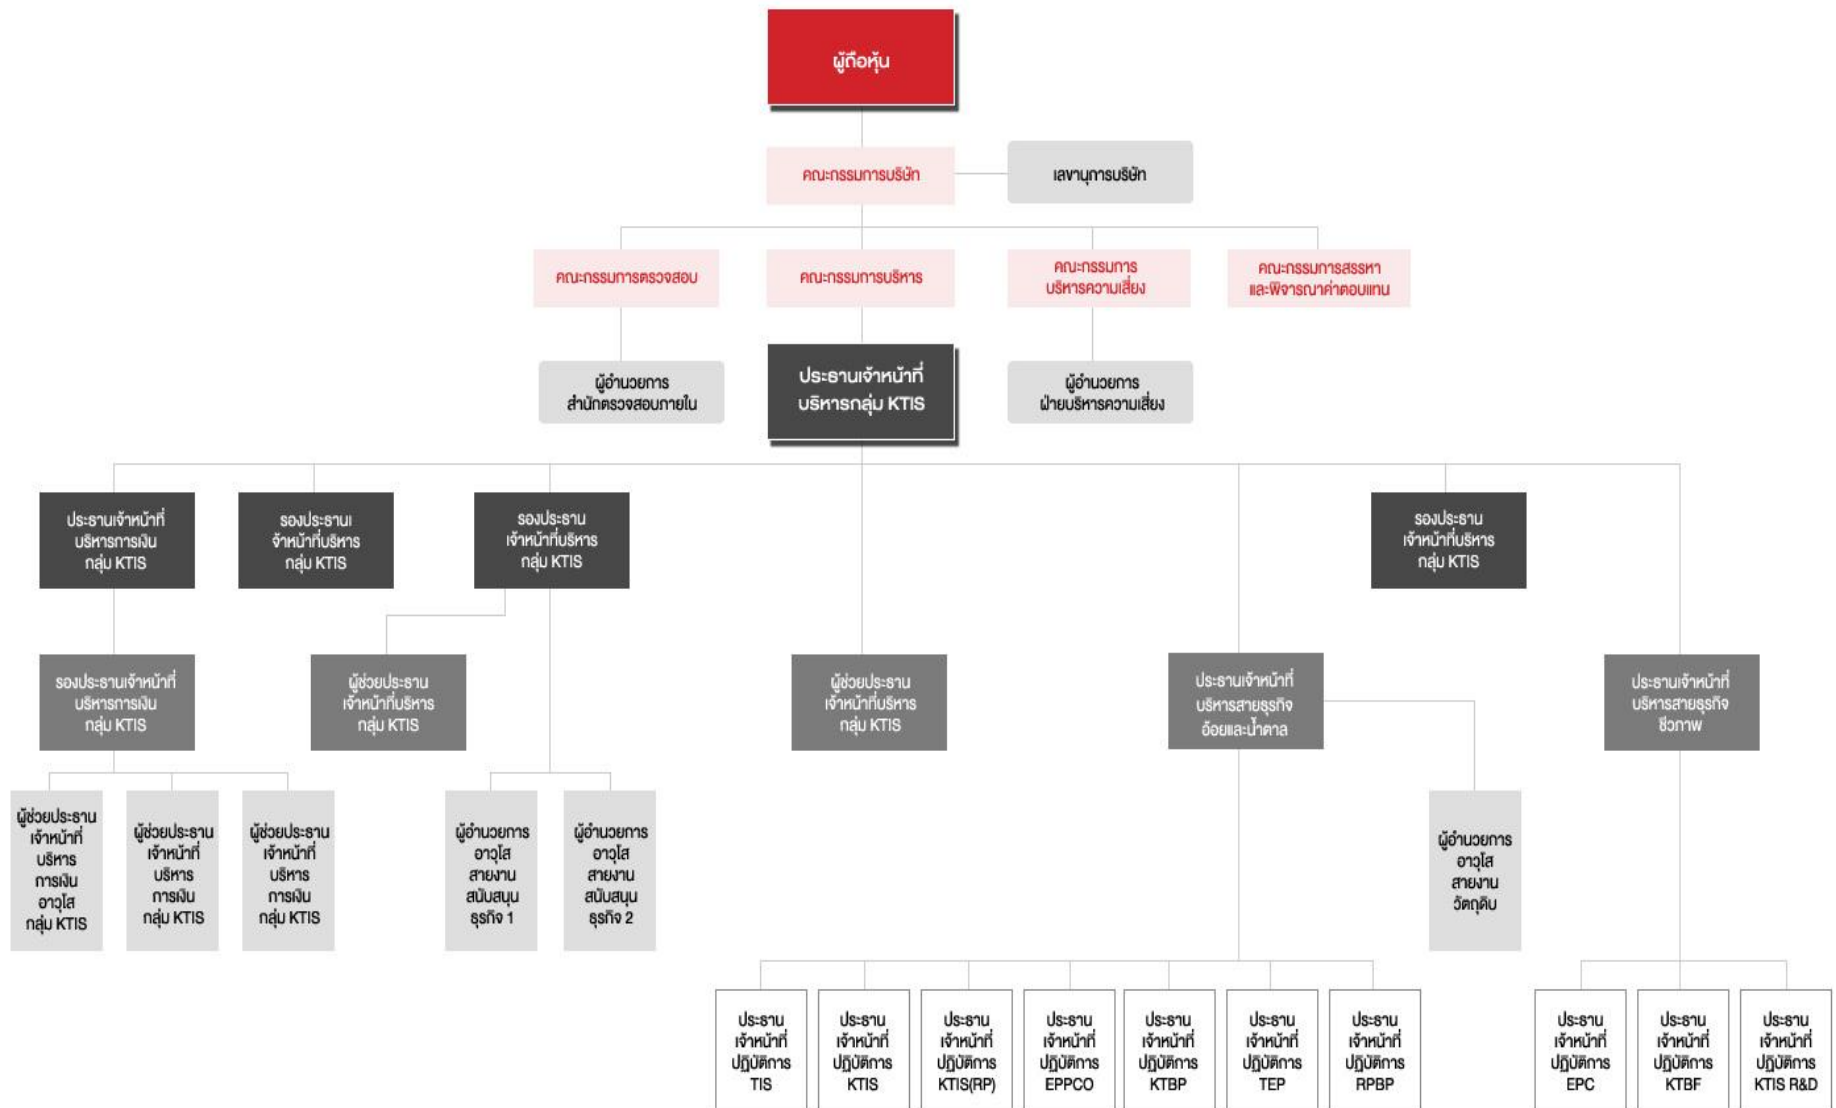 ผู้ถือหุ้น
คณะกรรมการบริษัท
เลขานุการบริษัท
คณะกรรมการตรวจสอบ
คณะกรรมการบริหาร
คณะกรรมการ
บริหารความเสี่ยง
คณะกรรมการสรรหา
และพิจารณาค่าตอบแทน
ผู้อำนวยการ
สำนักตรวจสอบภายใน
ประธานเจ้าหน้าที่
บริหารกลุ่ม KTIS
ผู้อำนวยการ
ฝ่ายบริหารความเสี่ยง
ประธานเจ้าหน้าที่
บริหารการเงิน
กลุ่ม KTIS
รองประธานเ
จ้าหน้าที่บริหาร
กลุ่ม KTIS
รองประธาน
เจ้าหน้าที่บริหาร
กลุ่ม KTIS
รองประธาน
เจ้าหน้าที่บริหาร
กลุ่ม KTIS
รองประธานเจ้าหน้าที่
บริหารการเงิน
กลุ่ม KTIS
ผู้ช่วยประธาน
เจ้าหน้าที่บริหาร
กลุ่ม KTIS
ผู้ช่วยประธาน
เจ้าหน้าที่บริหาร
กลุ่ม KTIS
ประธานเจ้าหน้าที่
บริหารสายธุรกิจ
อ้อยและน้ำตาล
ประธานเจ้าหน้าที่
บริหารสายธุรกิจ
ชีวภาพ
ผู้ช่วยประธาน
เจ้าหน้าที่
บริหาร
การเงิน
อาวุโส
กลุ่ม KTIS
ผู้ช่วยประธาน
เจ้าหน้าที่
บริหาร
การเงิน
กลุ่ม KTIS
ผู้ช่วยประธาน
เจ้าหน้าที่
บริหาร
การเงิน
กลุ่ม KTIS
ผู้อำนวยการ
อาวุโส
สายงาน
สนับสนุน
ธุรกิจ 1
ผู้อำนวยการ
อาวุโส
สายงาน
สนับสนุน
ธุรกิจ 2
ผู้อำนวยการ
อาวุโส
สายงาน
วัตถุดิบ
ประธาน
เจ้าหน้าที่
ปฏิบัติการ
TIS
ประธาน
เจ้าหน้าที่
ปฏิบัติการ
KTIS
ประธาน
เจ้าหน้าที่
ปฏิบัติการ
KTIS(RP)
ประธาน
เจ้าหน้าที่
ปฏิบัติการ
EPPCO
ประธาน
เจ้าหน้าที่
ปฏิบัติการ
KTBP
ประธาน
เจ้าหน้าที่
ปฏิบัติการ
TEP
ประธาน
เจ้าหน้าที่
ปฏิบัติการ
RPBP
ประธาน
เจ้าหน้าที่
ปฏิบัติการ
EPC
ประธาน
เจ้าหน้าที่
ปฏิบัติการ
KTBF
ประธาน
เจ้าหน้าที่
ปฏิบัติการ
KTIS R&D